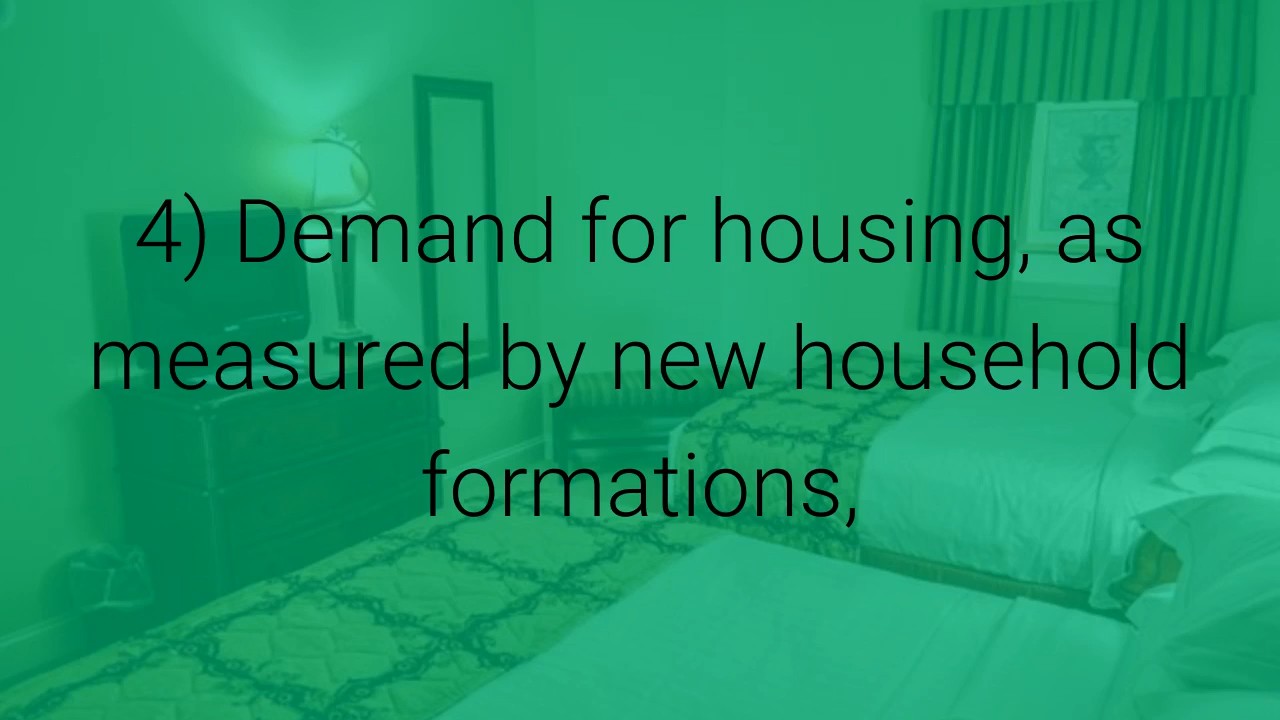 4) Demand for housing, as
measured by new household
formations,